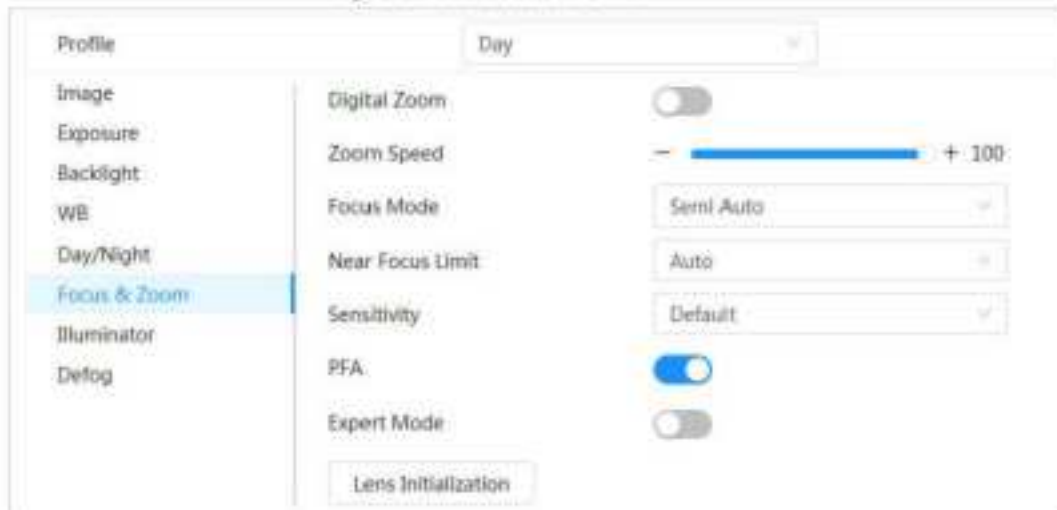 Profile Day
Image
Exposure
Backlight
WB
Day/Night
Focus & Zoom
Illuminator
Defog
Digital Zoom
Zoom Speed - + 100
Focus Mode Semi Auto
Near Focus Limit Auto
Sensitivity Default
PFA
Expert Mode
Lens Initialization